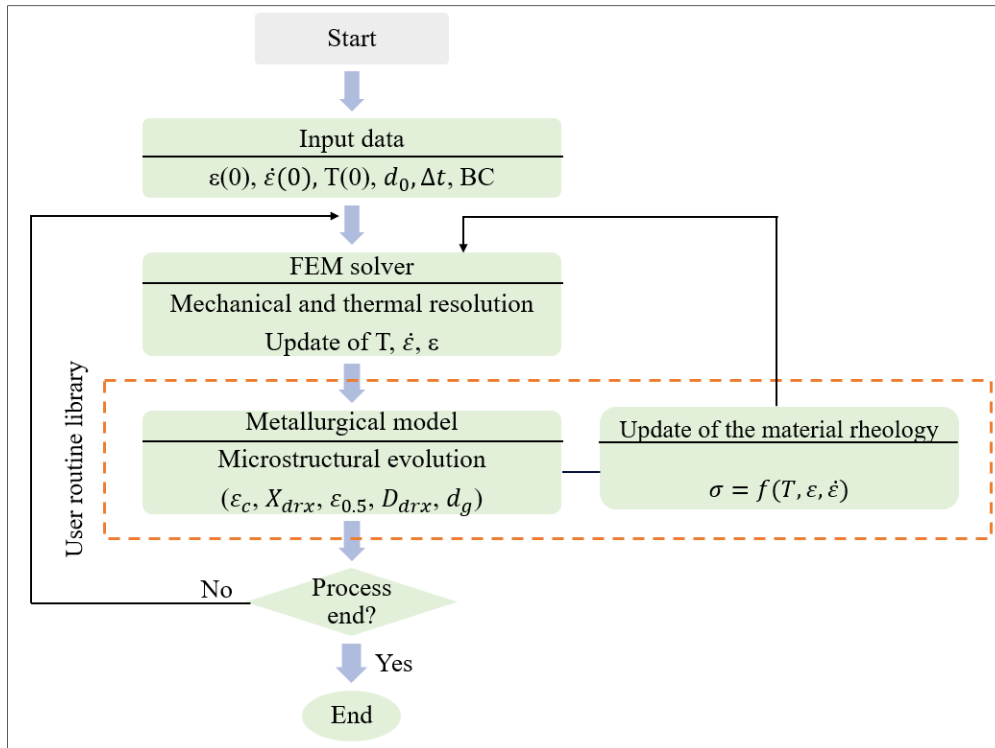 Start
Input data
ε(0), ε̇(0), T(0), d₀, Δt, BC
FEM solver
Mechanical and thermal resolution
Update of T, ε̇, ε
User routine library
Metallurgical model
Microstructural evolution
(ε_c, X_drx, ε_0.5, D_drx, d_g)
Update of the material rheology
σ = f(T, ε, ε̇)
No
Process
end?
Yes
End